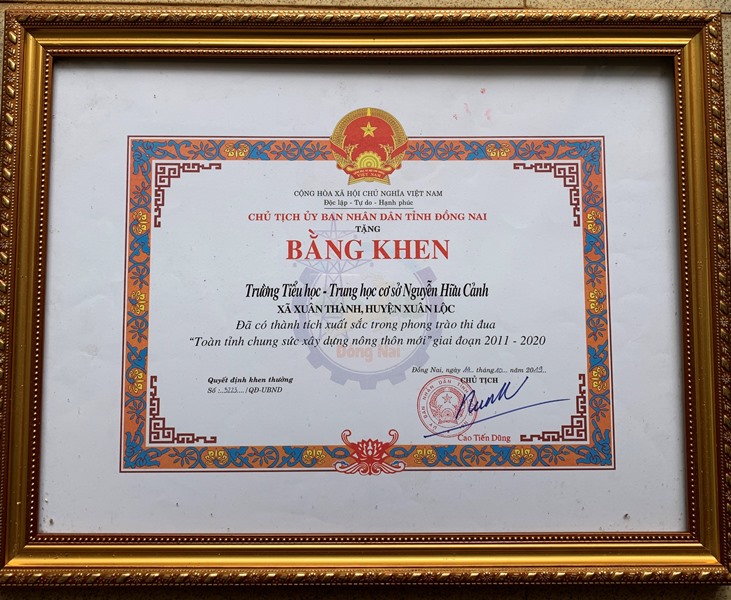 CỘNG HÒA XÃ HỘI CHỦ NGHĨA VIỆT NAM
Độc lập - Tự do - Hạnh phúc
CHỦ TỊCH ỦY BAN NHÂN DÂN TỈNH ĐỒNG NAI
TẶNG
BẰNG KHEN
Trường Tiểu học - Trung học cơ sở Nguyễn Hữu Cảnh
XÃ XUÂN THÀNH, HUYỆN XUÂN LỘC
Đã có thành tích xuất sắc trong phong trào thi đua
"Toàn tỉnh chung sức xây dựng nông thôn mới" giai đoạn 2011 - 2020
Đồng Nai
Đồng Nai, ngày tháng 10 năm 2019
Quyết định khen thưởng
CHỦ TỊCH
Số : /QĐ-UBND
Cao Tiến Dũng